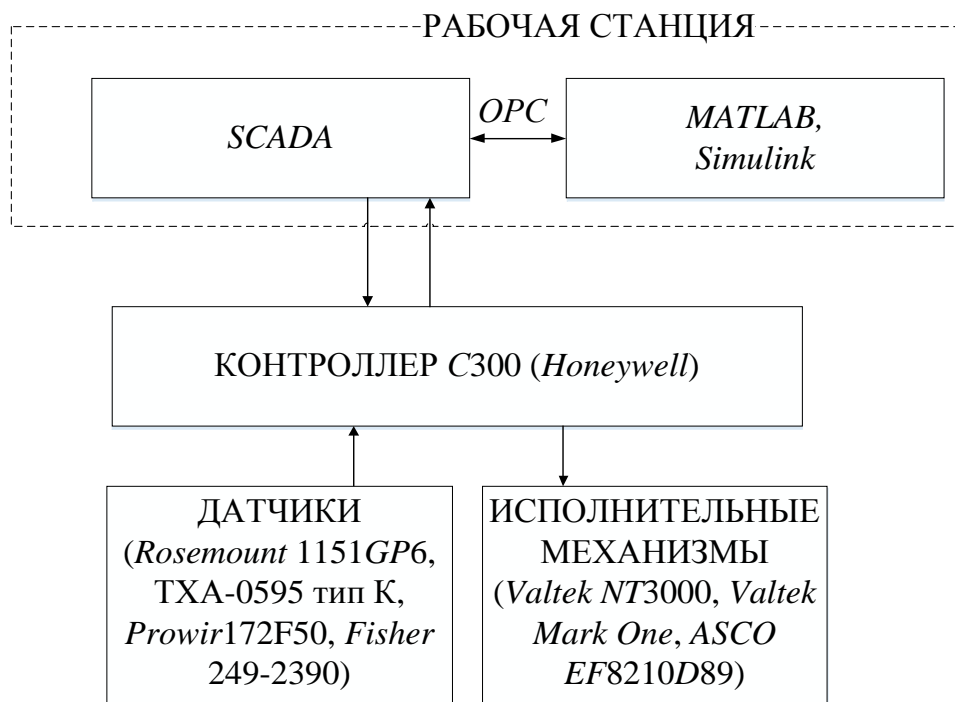 РАБОЧАЯ СТАНЦИЯ
SCADA
OPC
MATLAB,
Simulink
КОНТРОЛЛЕР C300 (Honeywell)
ДАТЧИКИ
(Rosemount 1151GP6,
ТХА-0595 тип К,
Prowir172F50, Fisher
249-2390)
ИСПОЛНИТЕЛЬНЫЕ
МЕХАНИЗМЫ
(Valtek NT3000, Valtek
Mark One, ASCO
EF8210D89)